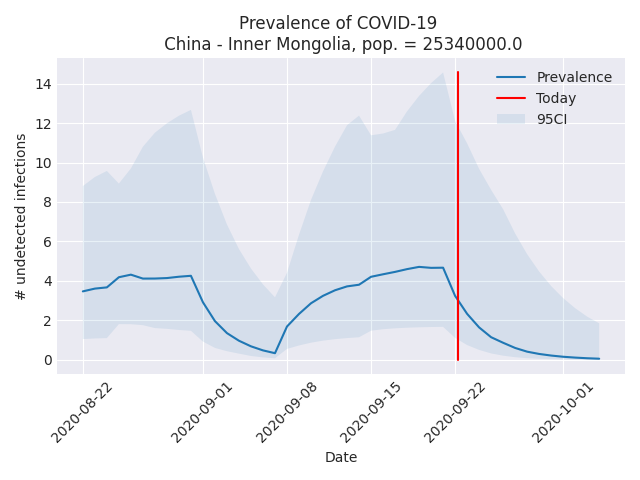 Prevalence of COVID-19
China - Inner Mongolia, pop. = 25340000.0
Prevalence
Today
95CI
# undetected infections
14
12
10
8
6
4
2
0
2020-08-22
2020-09-01
2020-09-08
2020-09-15
2020-09-22
2020-10-01
Date